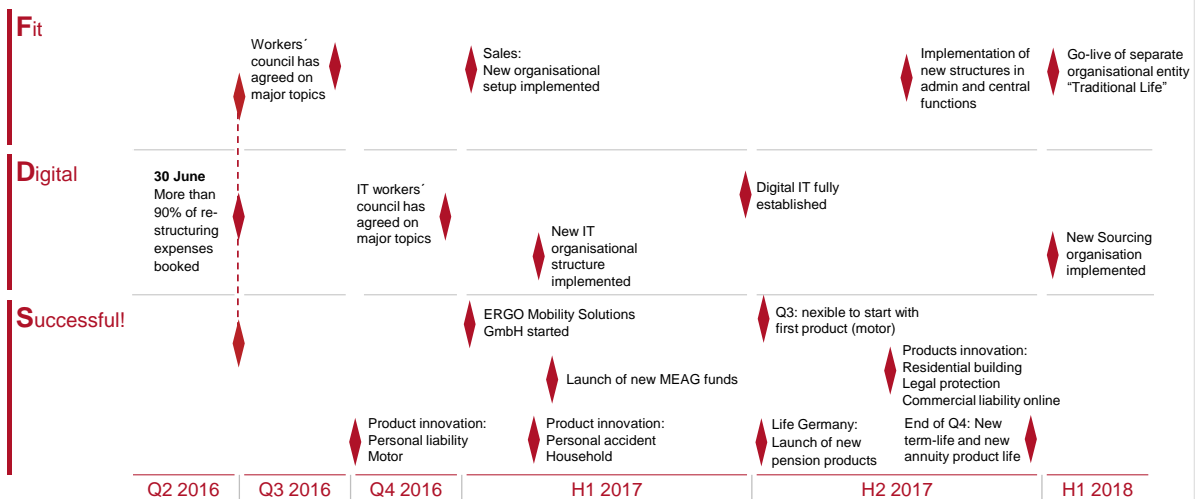 Fit
Workers´
council has
agreed on
major topics
Sales:
New organisational
setup implemented
Implementation of
new structures in
admin and central
functions
Go-live of separate
organisational entity
“Traditional Life”
Digital
30 June
More than
90% of re-
structuring
expenses
booked
IT workers´
council has
agreed on
major topics
New IT
organisational
structure
implemented
Digital IT fully
established
New Sourcing
organisation
implemented
Successful!
ERGO Mobility Solutions
GmbH started
Q3: nexible to start with
first product (motor)
Launch of new MEAG funds
Products innovation:
Residential building
Legal protection
Commercial liability online
Product innovation:
Personal liability
Motor
Product innovation:
Personal accident
Household
Life Germany:
Launch of new
pension products
End of Q4: New
term-life and new
annuity product life
Q2 2016
Q3 2016
Q4 2016
H1 2017
H2 2017
H1 2018